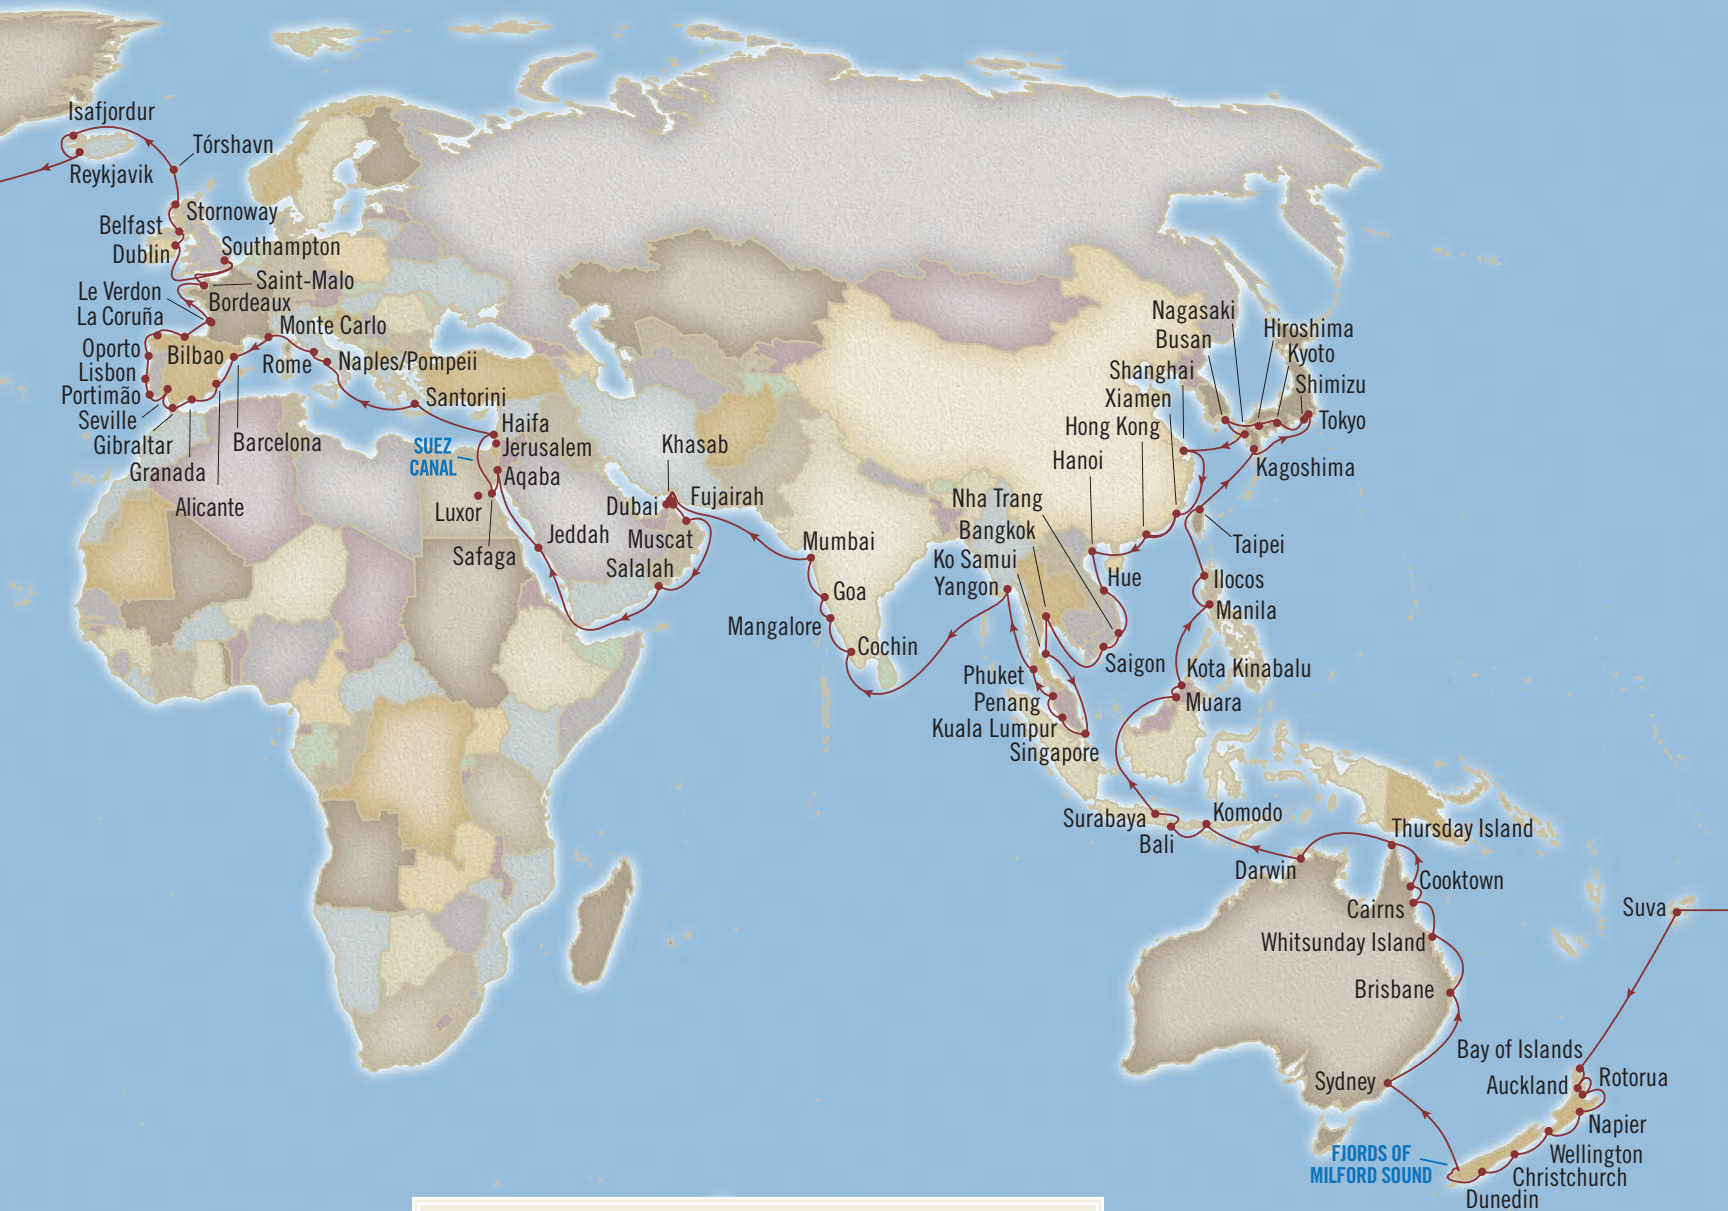 Isafjordur
Tórshavn
Reykjavik
Stornoway
Belfast
Dublin
Southampton
Saint-Malo
Le Verdon
Bordeaux
La Coruña
Monte Carlo
Oporto
Bilbao
Rome
Naples/Pompeii
Lisbon
Portimão
Seville
Santorini
Gibraltar
Barcelona
Granada
Alicante
Haifa
SUEZ
CANAL
Jerusalem
Aqaba
Luxor
Safaga
Jeddah
Khasab
Dubai
Fujairah
Muscat
Salalah
Mumbai
Goa
Mangalore
Cochin
Nagasaki
Hiroshima
Busan
Kyoto
Shanghai
Shimizu
Xiamen
Tokyo
Hong Kong
Kagoshima
Hanoi
Nha Trang
Bangkok
Taipei
Ko Samui
Yangon
Hue
Ilocos
Manila
Saigon
Kota Kinabalu
Phuket
Penang
Muara
Kuala Lumpur
Singapore
Surabaya
Komodo
Bali
Thursday Island
Darwin
Cooktown
Cairns
Suva
Whitsunday Island
Brisbane
Bay of Islands
Sydney
Auckland
Rotorua
Napier
FJORDS OF
MILFORD SOUND
Wellington
Christchurch
Dunedin